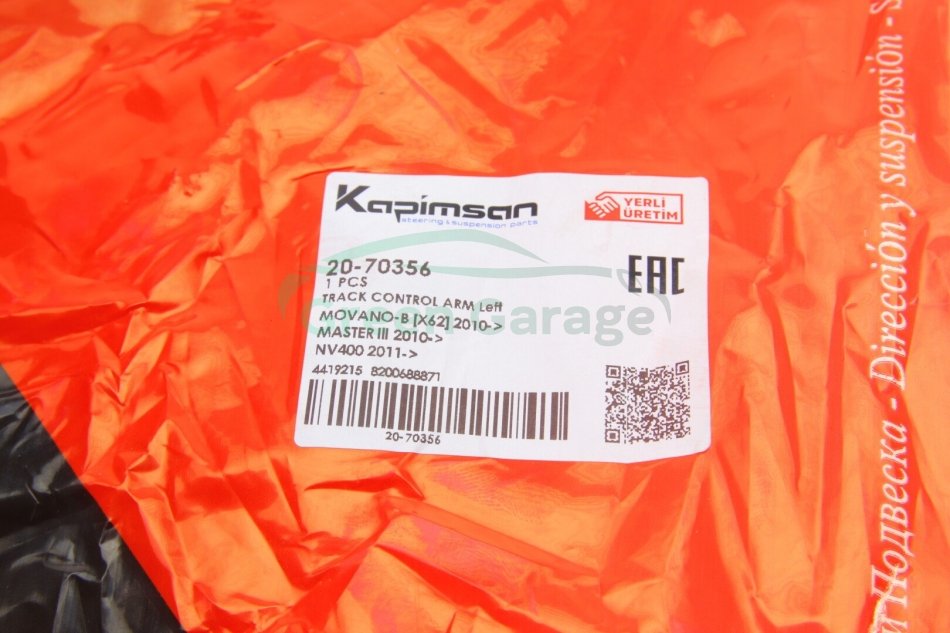 Kapimsan
steering & suspension parts
YERLİ
ÜRETİM
20-70356
1 PCS
TRACK CONTROL ARM Left
MOVANO-B [X62] 2010->
MASTER III 2010->
NV400 2011->
EAC
Garage
4419215 8200688871
20-70356
Подвеска - Dirección y suspensión - S